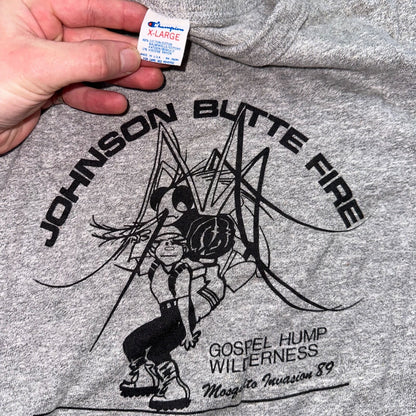 Champion
X-LARGE
JOHNSON BUTTE FIRE
GOSPEL HUMP
WILDERNESS
Mosquito Invasion 89